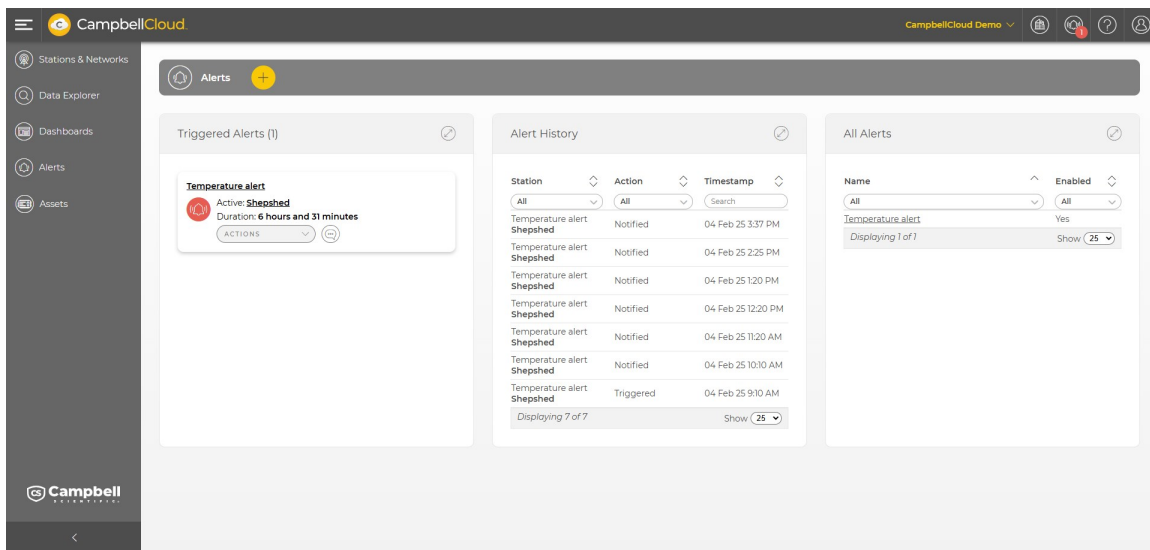 CampbellCloud.
CampbellCloud Demo
1
Stations & Networks
Data Explorer
Dashboards
Alerts
Assets
Campbell
SCIENTIFIC
Alerts
Triggered Alerts (1)
Temperature alert
Active: Shepshed
Duration: 6 hours and 31 minutes
ACTIONS
Alert History
Station Action Timestamp
All All Search
Temperature alert
Shepshed Notified 04 Feb 25 3:37 PM
Temperature alert
Shepshed Notified 04 Feb 25 2:25 PM
Temperature alert
Shepshed Notified 04 Feb 25 1:20 PM
Temperature alert
Shepshed Notified 04 Feb 25 12:20 PM
Temperature alert
Shepshed Notified 04 Feb 25 11:20 AM
Temperature alert
Shepshed Notified 04 Feb 25 10:10 AM
Temperature alert
Shepshed Triggered 04 Feb 25 9:10 AM
Displaying 7 of 7 Show 25
All Alerts
Name Enabled
All All
Temperature alert Yes
Displaying 1 of 1 Show 25